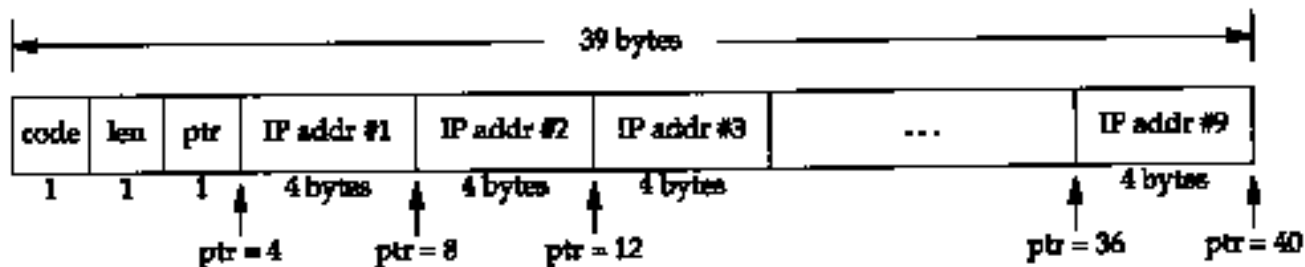 39 bytes
code len ptr IP addr #1 IP addr #2 IP addr #3 ... IP addr #9
1 1 1 4 bytes 4 bytes 4 bytes 4 bytes
ptr = 4 ptr = 8 ptr = 12 ptr = 36 ptr = 40